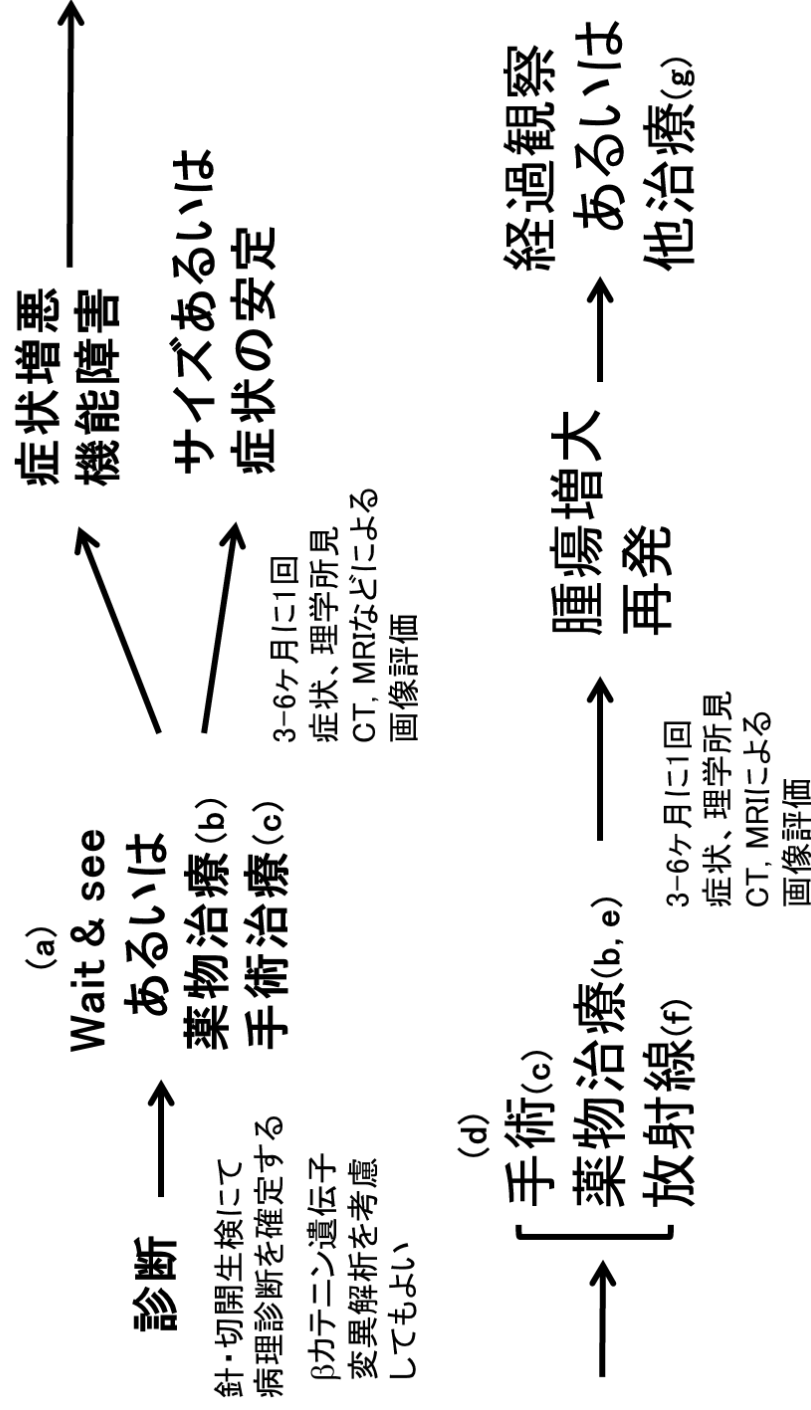 診断
針・切開生検にて
病理診断を確定する
βカテニン遺伝子
変異解析を考慮
してもよい
(a)
Wait & see
あるいは
薬物治療(b)
手術治療(c)
症状増悪
機能障害
サイズあるいは
症状の安定
3-6ヶ月に1回
症状、理学所見
CT, MRIなどによる
画像評価
(d)
手術(c)
薬物治療(b, e)
放射線(f)
3-6ヶ月に1回
症状、理学所見
CT, MRIによる
画像評価
腫瘍増大
再発
経過観察
あるいは
他治療(g)